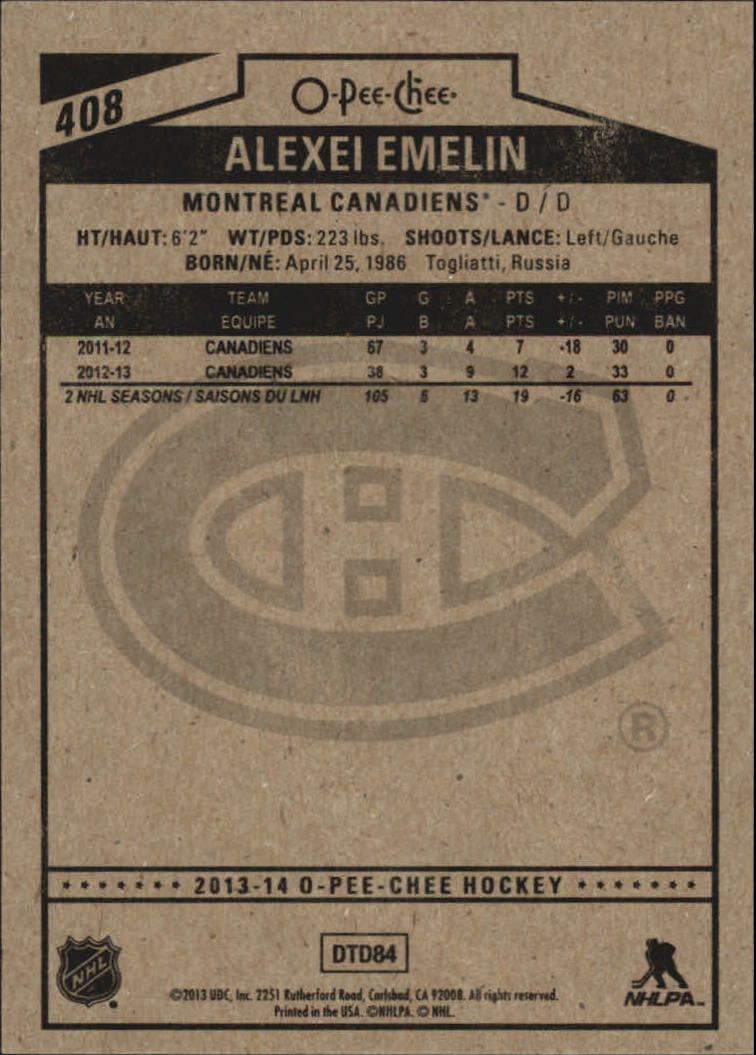 408
O-Pee-Chee
ALEXEI EMELIN
MONTREAL CANADIENS® - D / D
HT/HAUT: 6'2" WT/PDS: 223 lbs. SHOOTS/LANCE: Left/Gauche
BORN/NÉ: April 25, 1986 Togliatti, Russia
YEAR TEAM GP G A PTS +/- PIM PPG
AN EQUIPE PJ B A PTS +/- PUN BAN
2011-12 CANADIENS 67 3 4 7 -18 30 0
2012-13 CANADIENS 38 3 9 12 2 33 0
2 NHL SEASONS / SAISONS DU LNH 105 6 13 19 -16 63 0
®
2013-14 O-PEE-CHEE HOCKEY
NHL
DTD84
©2013 UDC, Inc. 2251 Rutherford Road, Carlsbad, CA 92008. All rights reserved.
Printed in the USA. ©NHLPA. © NHL.
NHLPA™